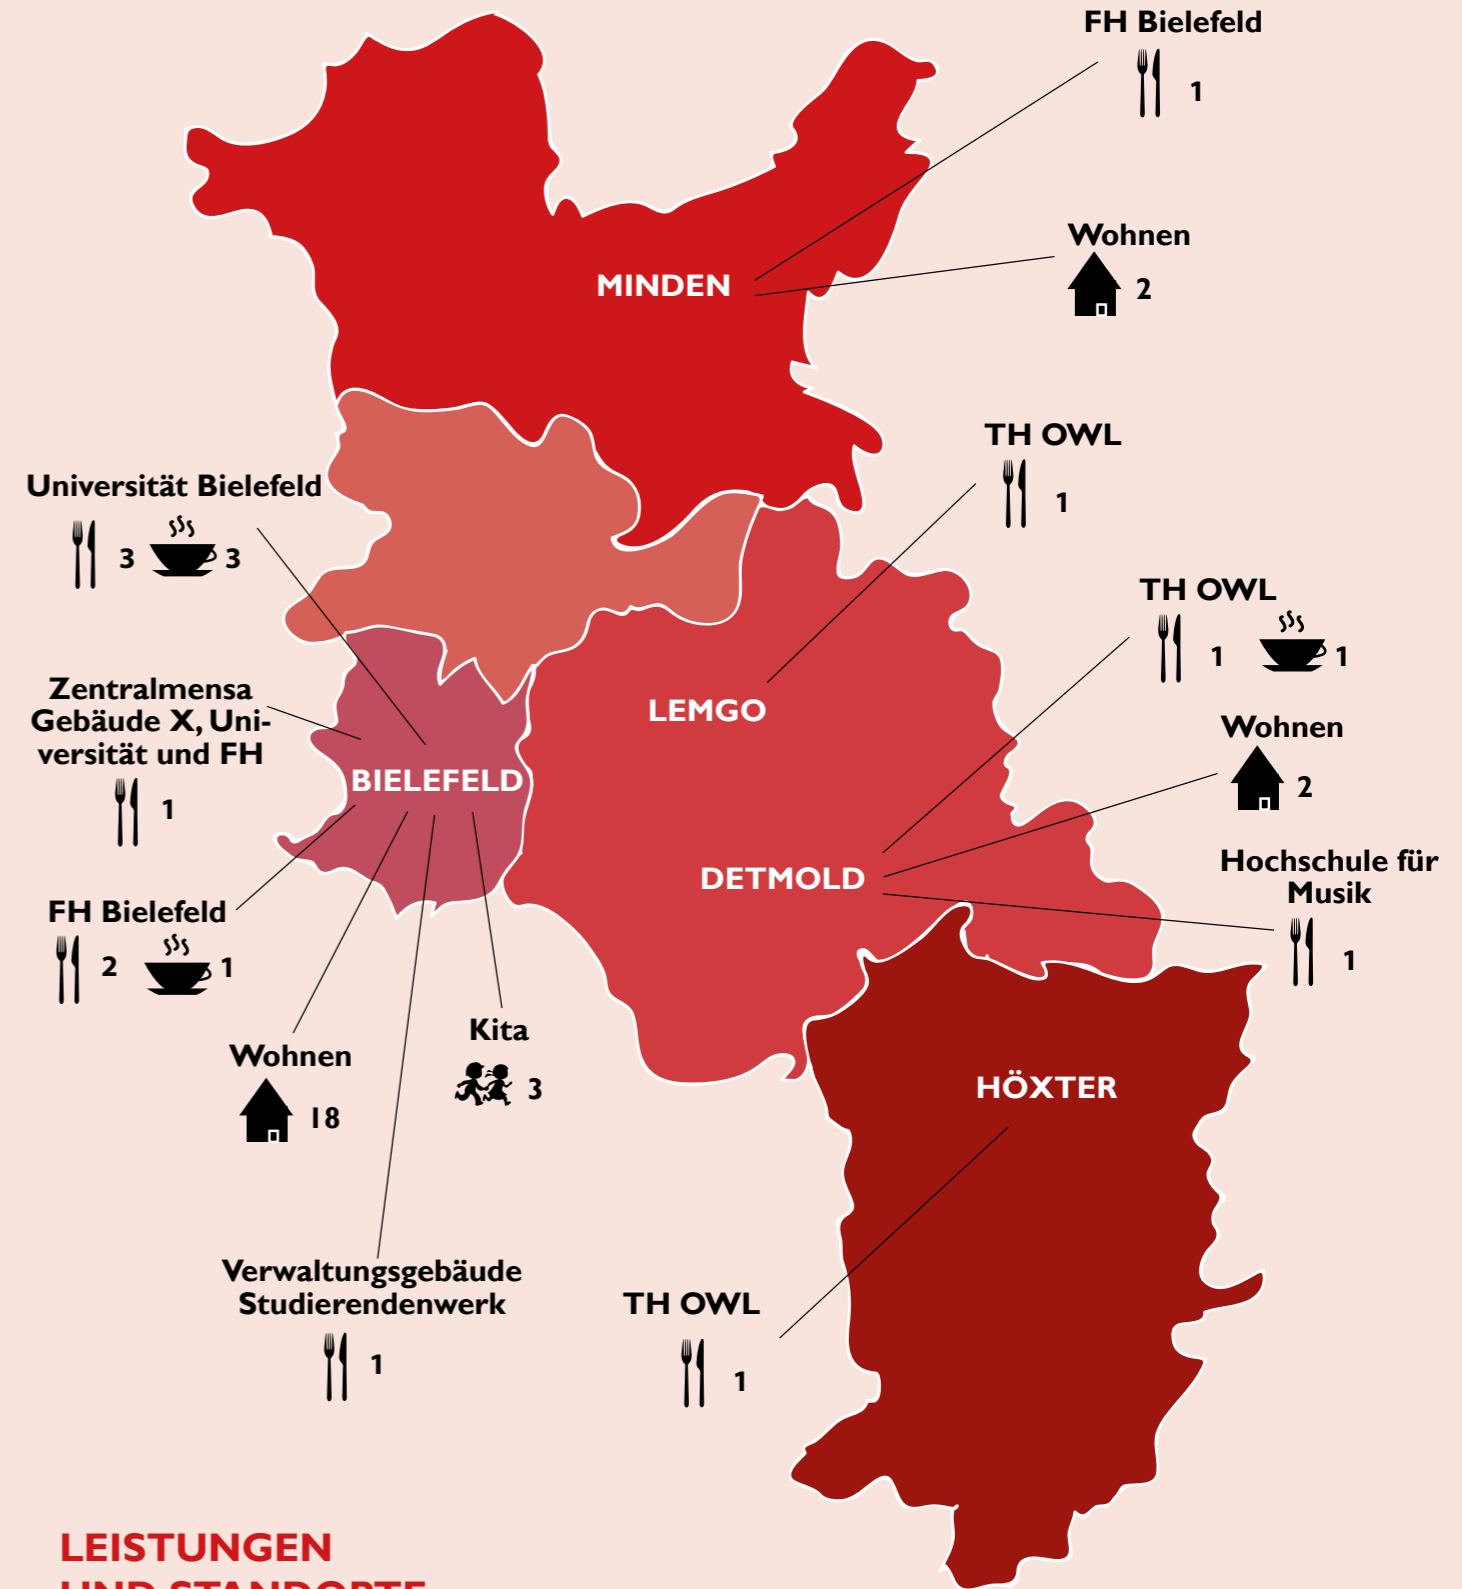 FH Bielefeld
1
Wohnen
2
MINDEN
TH OWL
1
Universität Bielefeld
3 3
TH OWL
1 1
Zentralmensa
Gebäude X, Uni-
versität und FH
1
LEMGO
Wohnen
2
BIELEFELD
DETMOLD
Hochschule für
Musik
1
FH Bielefeld
2 1
Kita
3
Wohnen
18
HÖXTER
Verwaltungsgebäude
Studierendenwerk
1
TH OWL
1
LEISTUNGEN
UND STANDORTE